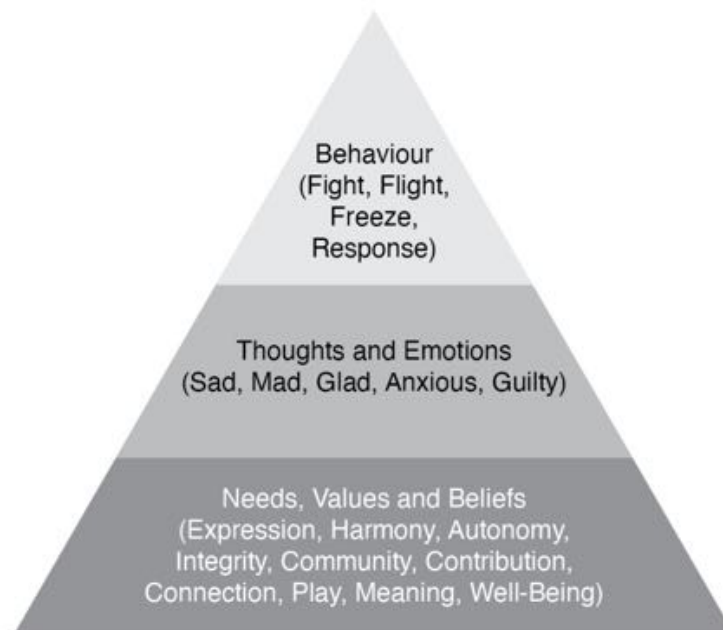 Behaviour
(Fight, Flight,
Freeze,
Response)
Thoughts and Emotions
(Sad, Mad, Glad, Anxious, Guilty)
Needs, Values and Beliefs
(Expression, Harmony, Autonomy,
Integrity, Community, Contribution,
Connection, Play, Meaning, Well-Being)